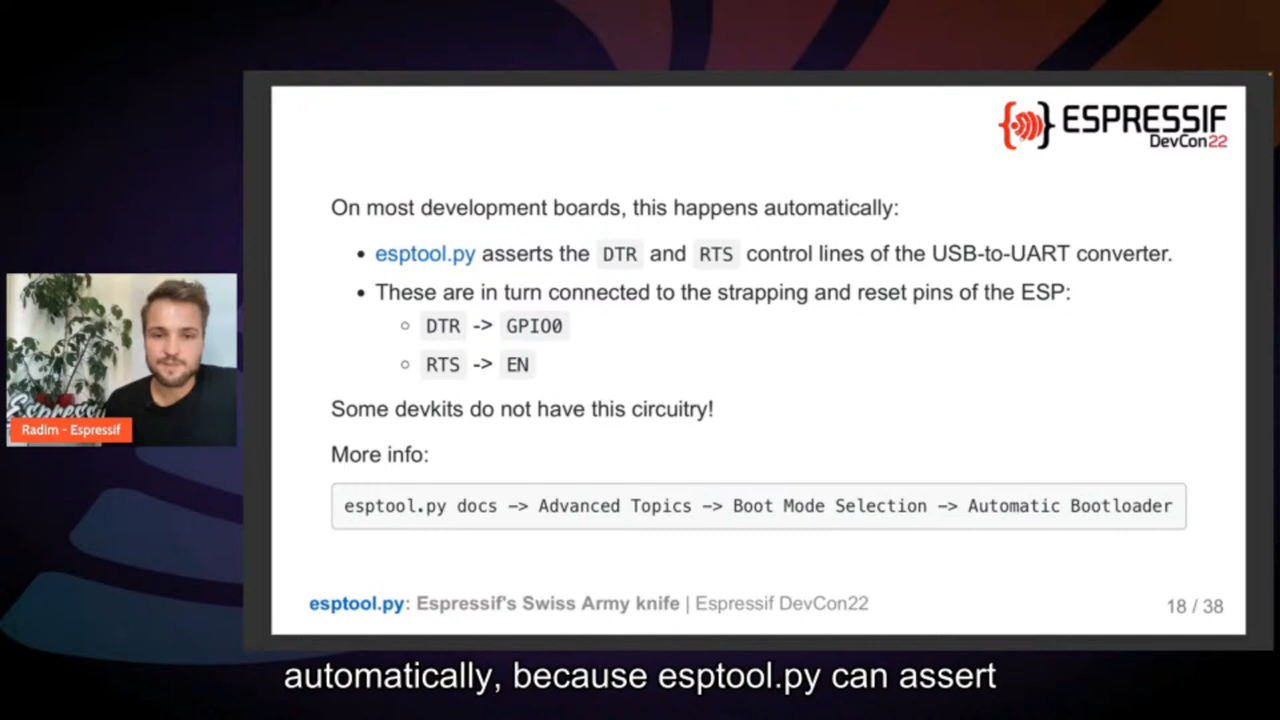 ESPRESSIF
DevCon22
On most development boards, this happens automatically:
• esptool.py asserts the DTR and RTS control lines of the USB-to-UART converter.
• These are in turn connected to the strapping and reset pins of the ESP:
○ DTR -> GPIO0
○ RTS -> EN
Some devkits do not have this circuitry!
More info:
esptool.py docs -> Advanced Topics -> Boot Mode Selection -> Automatic Bootloader
Radim - Espressif
esptool.py: Espressif's Swiss Army knife | Espressif DevCon22
18 / 38
automatically, because esptool.py can assert